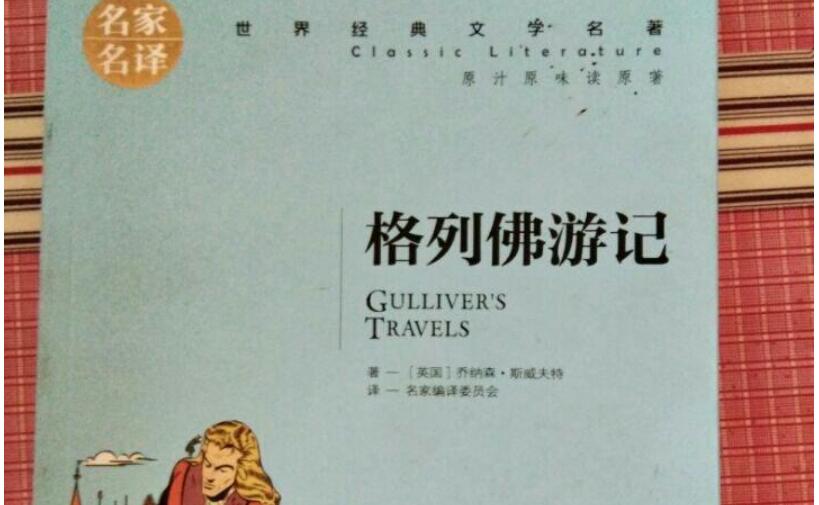 名家
名译
世界经典文学名著
Classic Literature
原汁原味读原著
格列佛游记
GULLIVER'S
TRAVELS
著 — [英国] 乔纳森·斯威夫特
译 — 名家编译委员会